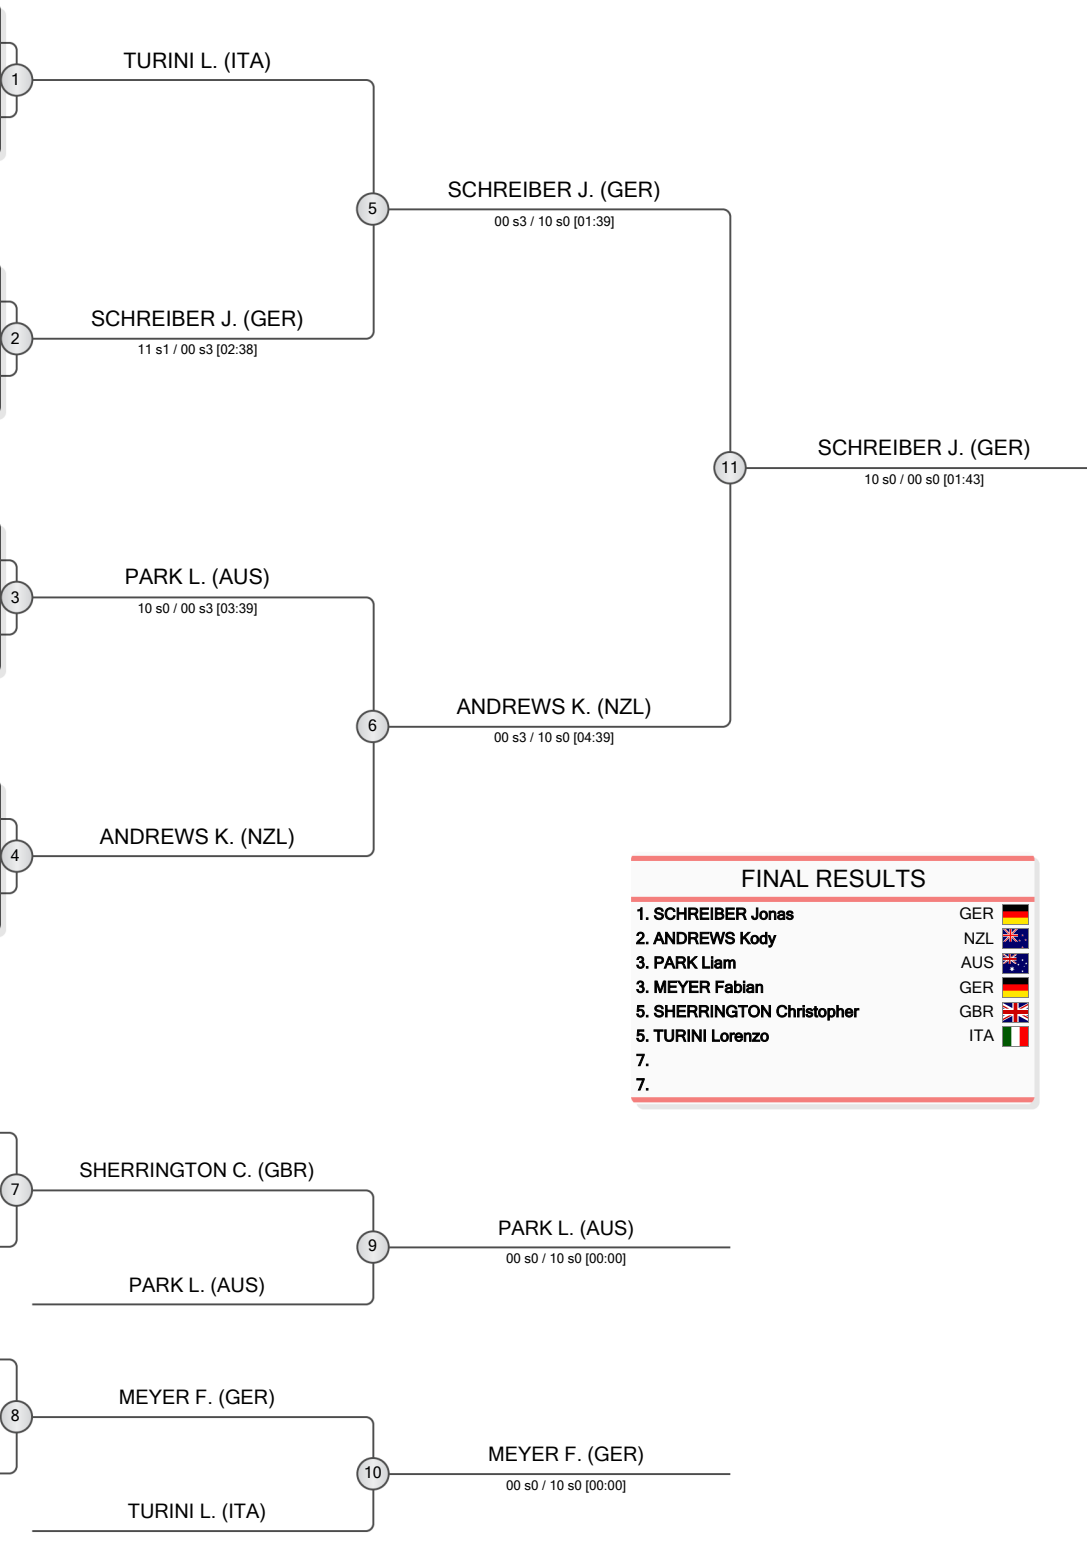 TURINI L. (ITA)
1
SCHREIBER J. (GER)
5
00 s3 / 10 s0 [01:39]
SCHREIBER J. (GER)
2
11 s1 / 00 s3 [02:38]
SCHREIBER J. (GER)
11
10 s0 / 00 s0 [01:43]
PARK L. (AUS)
3
10 s0 / 00 s3 [03:39]
ANDREWS K. (NZL)
6
00 s3 / 10 s0 [04:39]
ANDREWS K. (NZL)
4
FINAL RESULTS
1. SCHREIBER Jonas GER
2. ANDREWS Kody NZL
3. PARK Liam AUS
3. MEYER Fabian GER
5. SHERRINGTON Christopher GBR
5. TURINI Lorenzo ITA
7.
7.
SHERRINGTON C. (GBR)
7
PARK L. (AUS)
9
00 s0 / 10 s0 [00:00]
PARK L. (AUS)
MEYER F. (GER)
8
MEYER F. (GER)
10
00 s0 / 10 s0 [00:00]
TURINI L. (ITA)